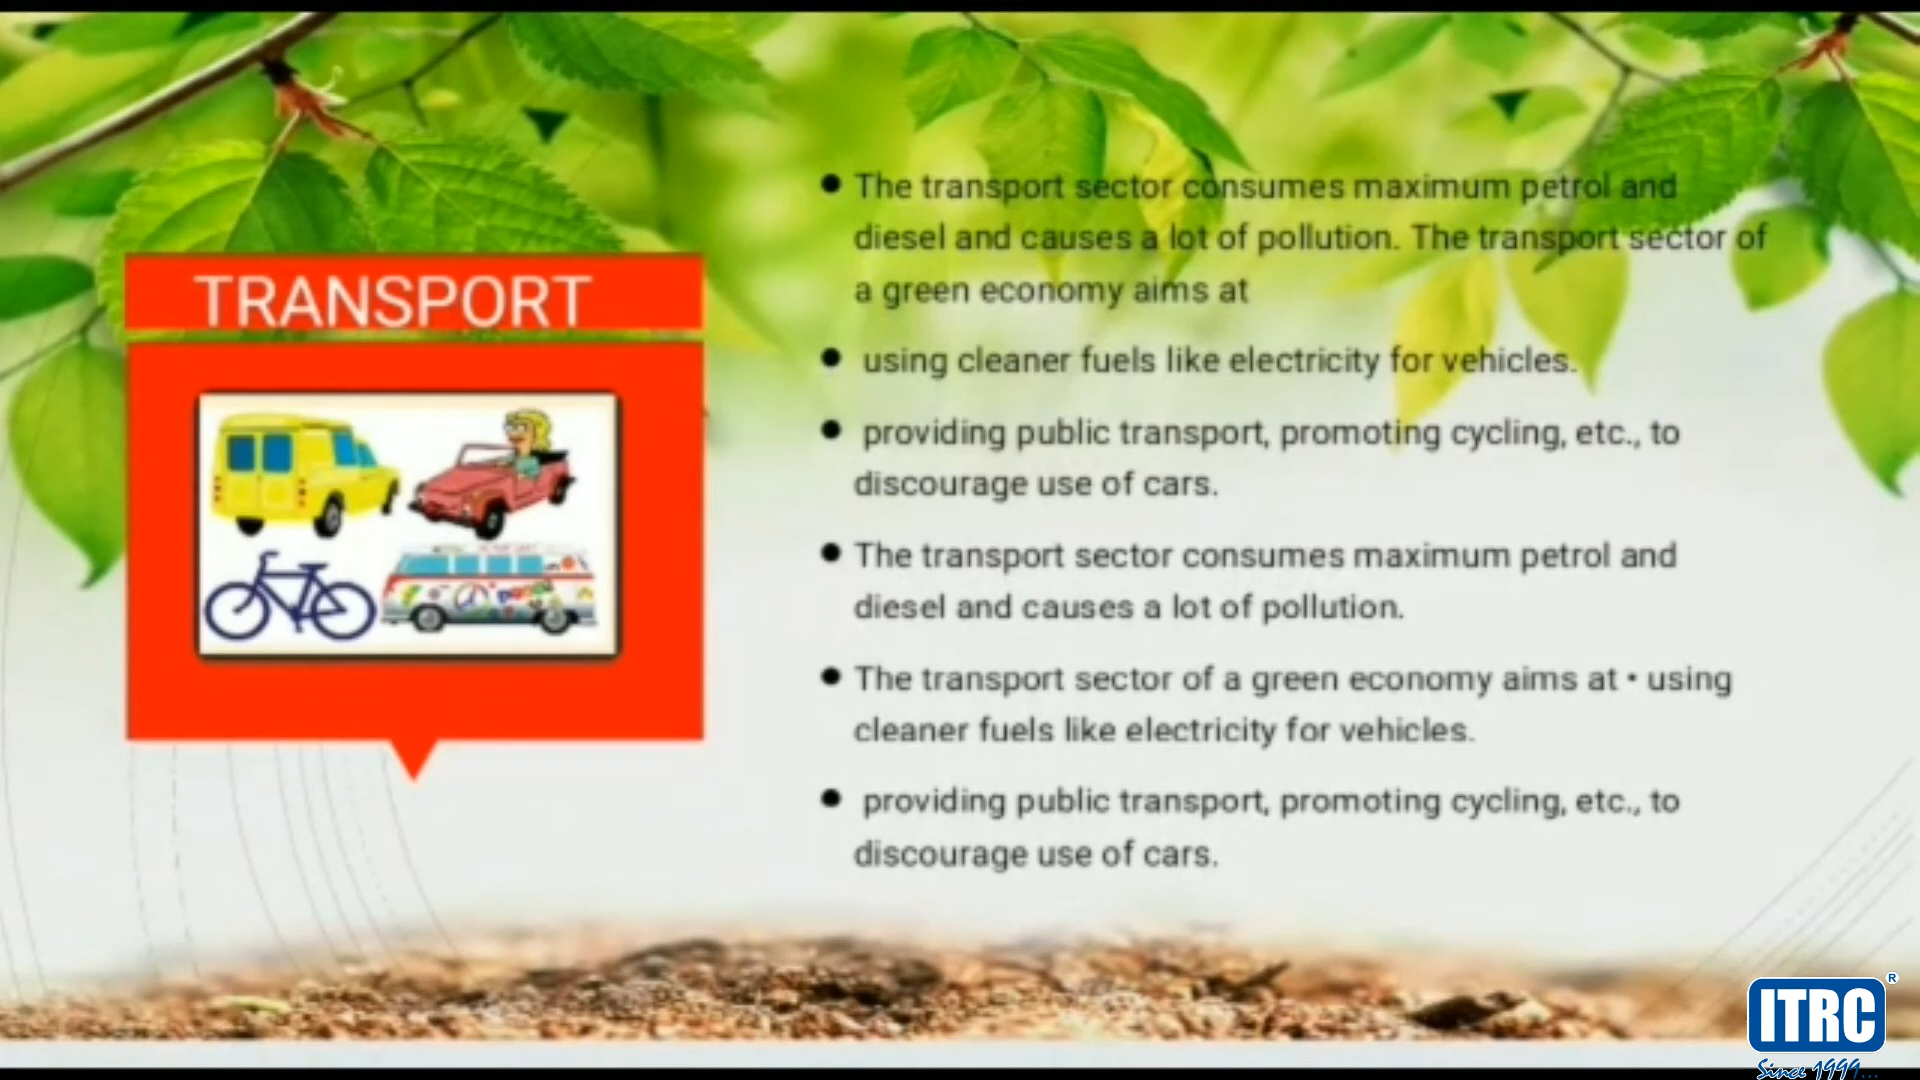 TRANSPORT
● The transport sector consumes maximum petrol and
diesel and causes a lot of pollution. The transport sector of
a green economy aims at
● using cleaner fuels like electricity for vehicles.
● providing public transport, promoting cycling, etc., to
discourage use of cars.
● The transport sector consumes maximum petrol and
diesel and causes a lot of pollution.
● The transport sector of a green economy aims at • using
cleaner fuels like electricity for vehicles.
● providing public transport, promoting cycling, etc., to
discourage use of cars.
ITRC®
Since 1999...